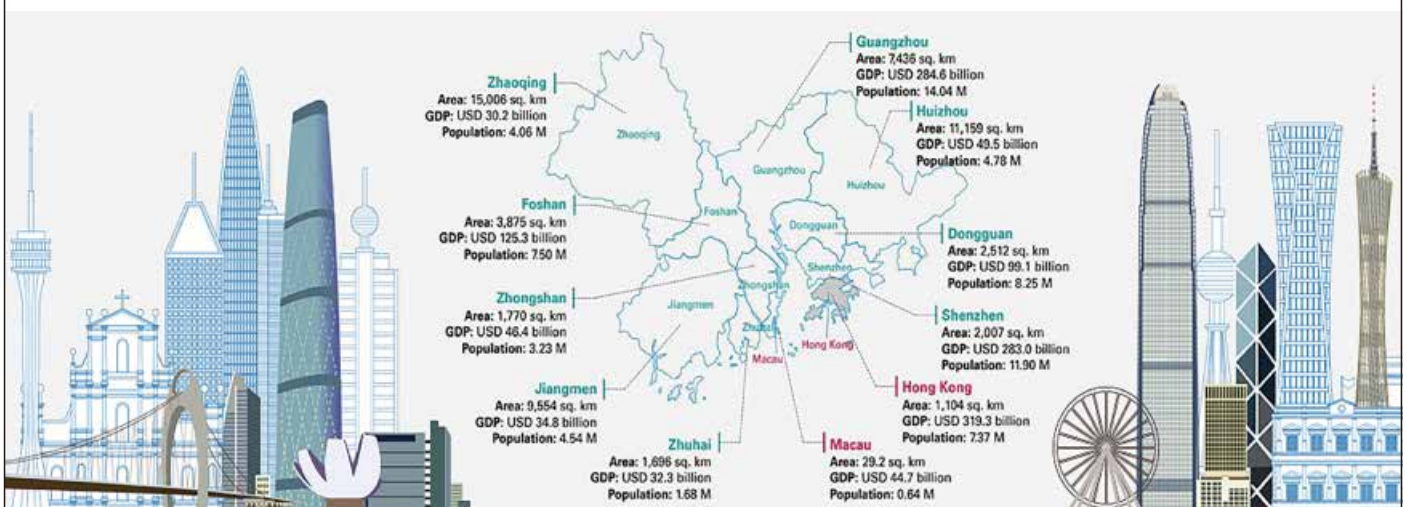 Zhaoqing
Area: 15,006 sq. km
GDP: USD 30.2 billion
Population: 4.06 M
Guangzhou
Area: 7,436 sq. km
GDP: USD 284.6 billion
Population: 14.04 M
Huizhou
Area: 11,159 sq. km
GDP: USD 49.5 billion
Population: 4.78 M
Foshan
Area: 3,875 sq. km
GDP: USD 125.3 billion
Population: 7.50 M
Dongguan
Area: 2,512 sq. km
GDP: USD 99.1 billion
Population: 8.25 M
Zhongshan
Area: 1,770 sq. km
GDP: USD 46.4 billion
Population: 3.23 M
Shenzhen
Area: 2,007 sq. km
GDP: USD 283.0 billion
Population: 11.90 M
Jiangmen
Area: 9,554 sq. km
GDP: USD 34.8 billion
Population: 4.54 M
Hong Kong
Area: 1,104 sq. km
GDP: USD 319.3 billion
Population: 7.37 M
Zhuhai
Area: 1,696 sq. km
GDP: USD 32.3 billion
Population: 1.68 M
Macau
Area: 29.2 sq. km
GDP: USD 44.7 billion
Population: 0.64 M
Zhaoqing
Guangzhou
Huizhou
Foshan
Dongguan
Shenzhen
Zhongshan
Jiangmen
Zhuhai
Hong Kong
Macau